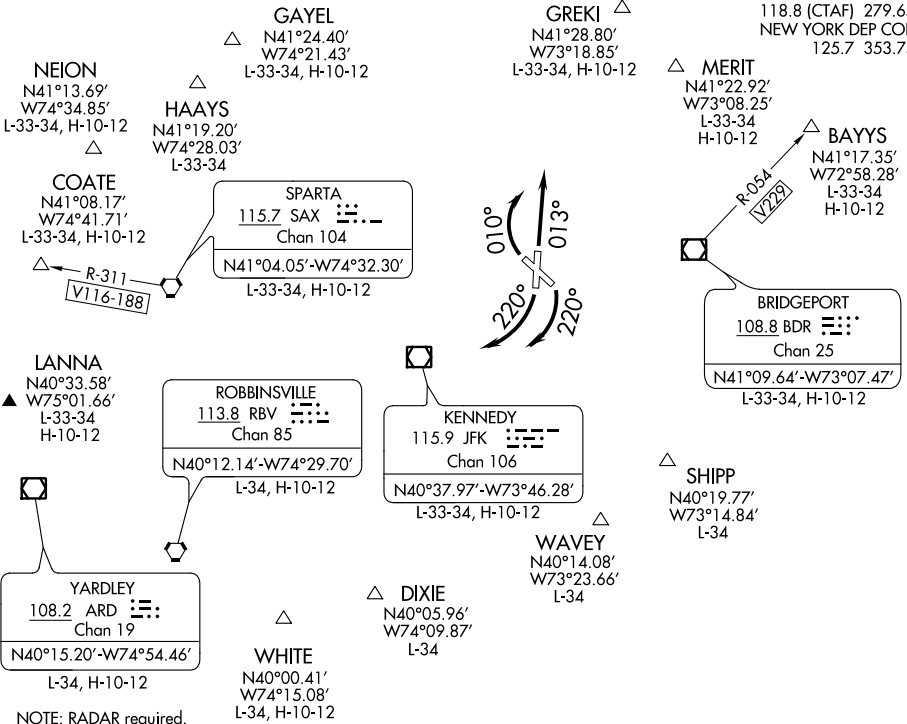 GAYEL
N41°24.40'
W74°21.43'
L-33-34, H-10-12
GREKI
N41°28.80'
W73°18.85'
L-33-34, H-10-12
118.8 (CTAF) 279.6
NEW YORK DEP CO
125.7 353.7
NEION
N41°13.69'
W74°34.85'
L-33-34, H-10-12
HAAYS
N41°19.20'
W74°28.03'
L-33-34
MERIT
N41°22.92'
W73°08.25'
L-33-34
H-10-12
BAYYS
N41°17.35'
W72°58.28'
L-33-34
H-10-12
COATE
N41°08.17'
W74°41.71'
L-33-34, H-10-12
R-311
V116-188
SPARTA
115.7 SAX
Chan 104
N41°04.05'-W74°32.30'
L-33-34, H-10-12
010°
013°
220°
220°
R-054
V229
BRIDGEPORT
108.8 BDR
Chan 25
N41°09.64'-W73°07.47'
L-33-34, H-10-12
LANNA
N40°33.58'
W75°01.66'
L-33-34
H-10-12
ROBBINSVILLE
113.8 RBV
Chan 85
N40°12.14'-W74°29.70'
L-34, H-10-12
KENNEDY
115.9 JFK
Chan 106
N40°37.97'-W73°46.28'
L-33-34, H-10-12
SHIPP
N40°19.77'
W73°14.84'
L-34
WAVEY
N40°14.08'
W73°23.66'
L-34
YARDLEY
108.2 ARD
Chan 19
N40°15.20'-W74°54.46'
L-34, H-10-12
DIXIE
N40°05.96'
W74°09.87'
L-34
WHITE
N40°00.41'
W74°15.08'
L-34, H-10-12
NOTE: RADAR required.